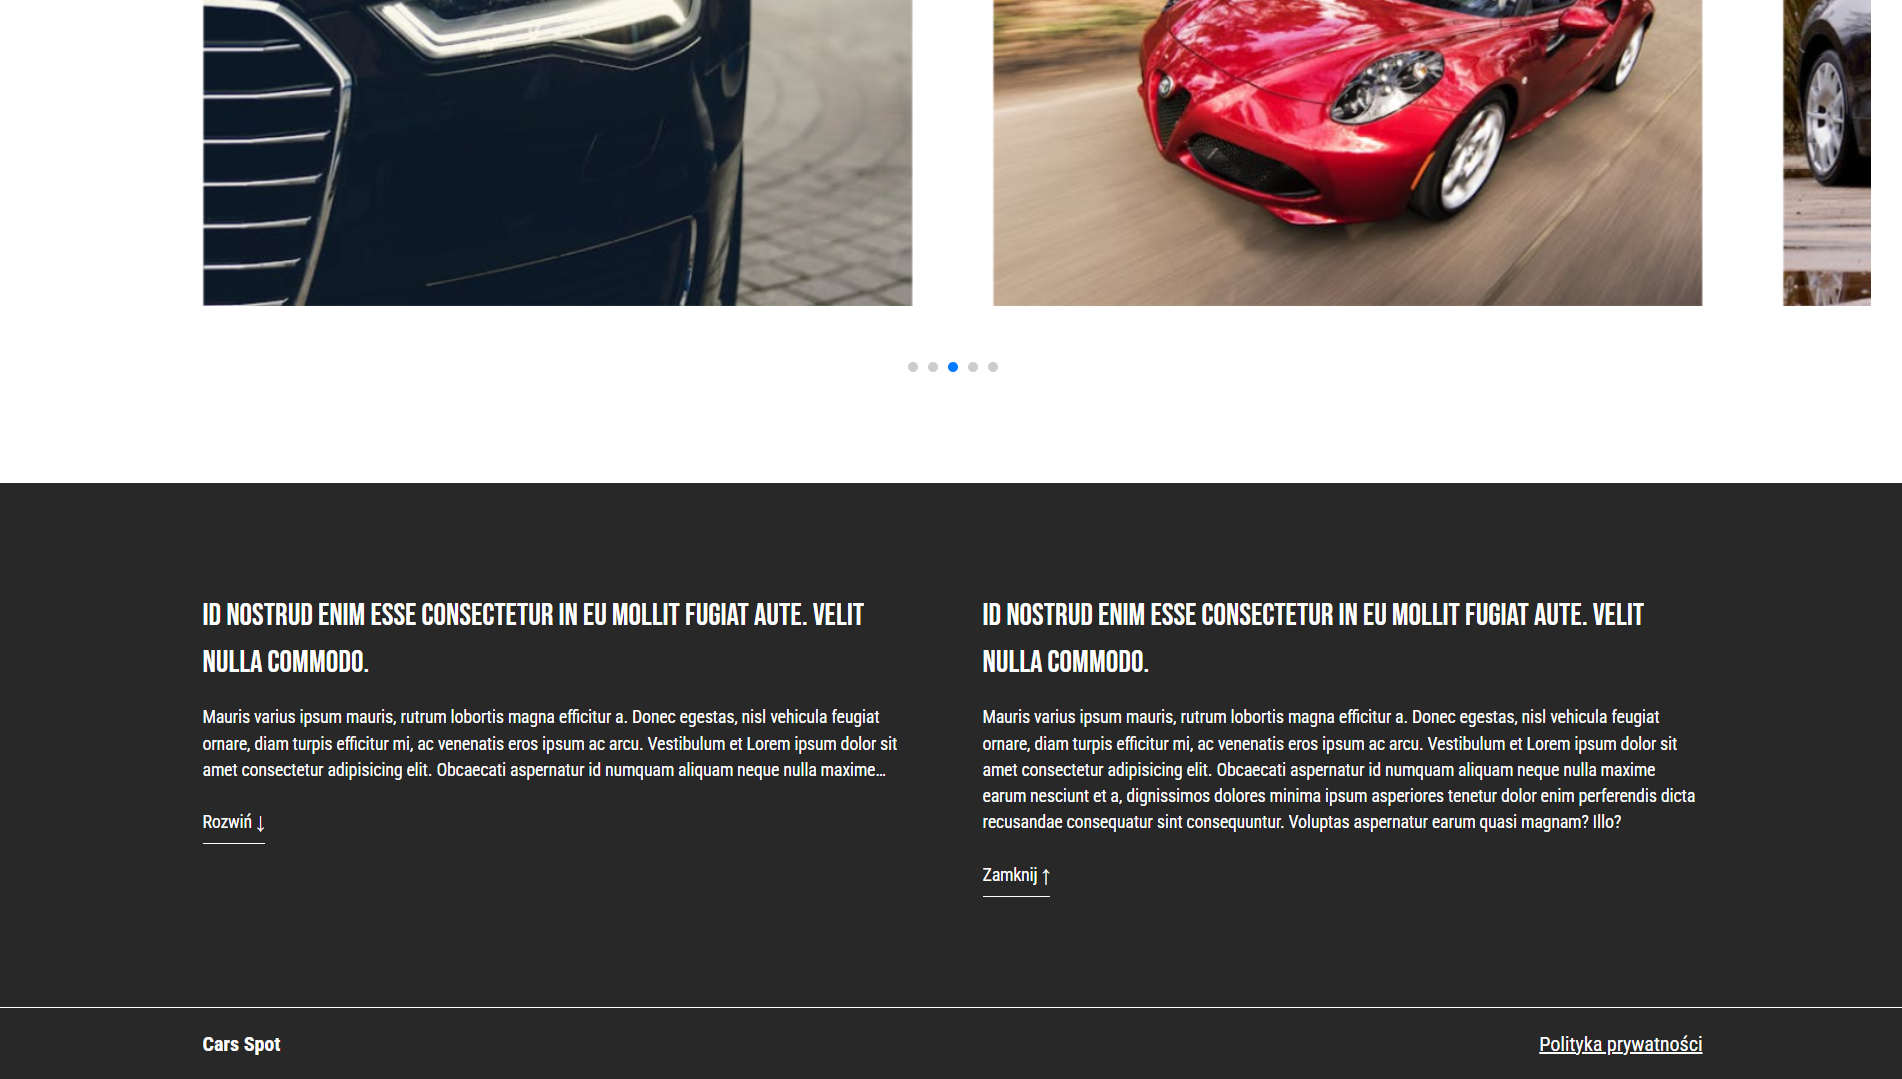 ID NOSTRUD ENIM ESSE CONSECTETUR IN EU MOLLIT FUGIAT AUTE. VELIT
NULLA COMMODO.
Mauris varius ipsum mauris, rutrum lobortis magna efficitur a. Donec egestas, nisl vehicula feugiat
ornare, diam turpis efficitur mi, ac venenatis eros ipsum ac arcu. Vestibulum et Lorem ipsum dolor sit
amet consectetur adipisicing elit. Obcaecati aspernatur id numquam aliquam neque nulla maxime...
Rozwiń ↓
ID NOSTRUD ENIM ESSE CONSECTETUR IN EU MOLLIT FUGIAT AUTE. VELIT
NULLA COMMODO.
Mauris varius ipsum mauris, rutrum lobortis magna efficitur a. Donec egestas, nisl vehicula feugiat
ornare, diam turpis efficitur mi, ac venenatis eros ipsum ac arcu. Vestibulum et Lorem ipsum dolor sit
amet consectetur adipisicing elit. Obcaecati aspernatur id numquam aliquam neque nulla maxime
earum nesciunt et a, dignissimos dolores minima ipsum asperiores tenetur dolor enim perferendis dicta
recusandae consequatur sint consequuntur. Voluptas aspernatur earum quasi magnam? Illo?
Zamknij ↑
Cars Spot
Polityka prywatności